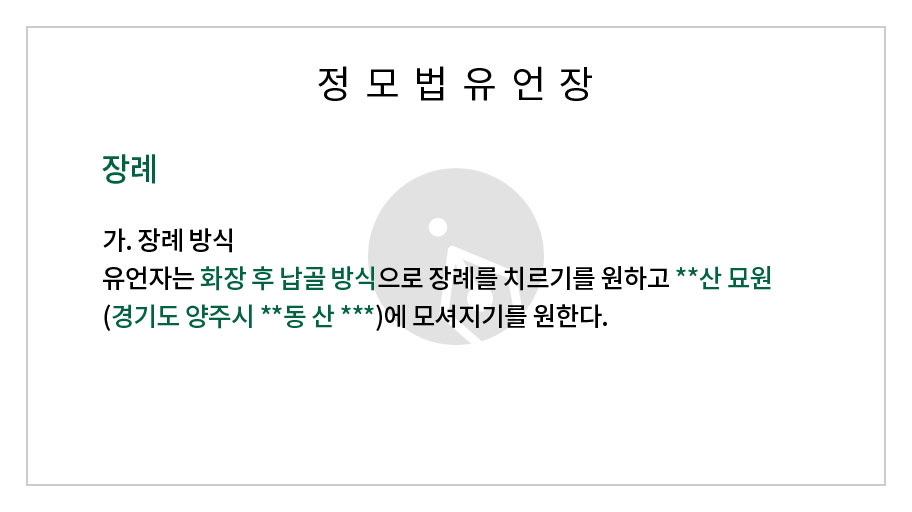 정모법유언장
장례
가. 장례 방식
유언자는 화장 후 납골 방식으로 장례를 치르기를 원하고 **산 묘원
(경기도 양주시 **동 산 ***)에 모셔지기를 원한다.